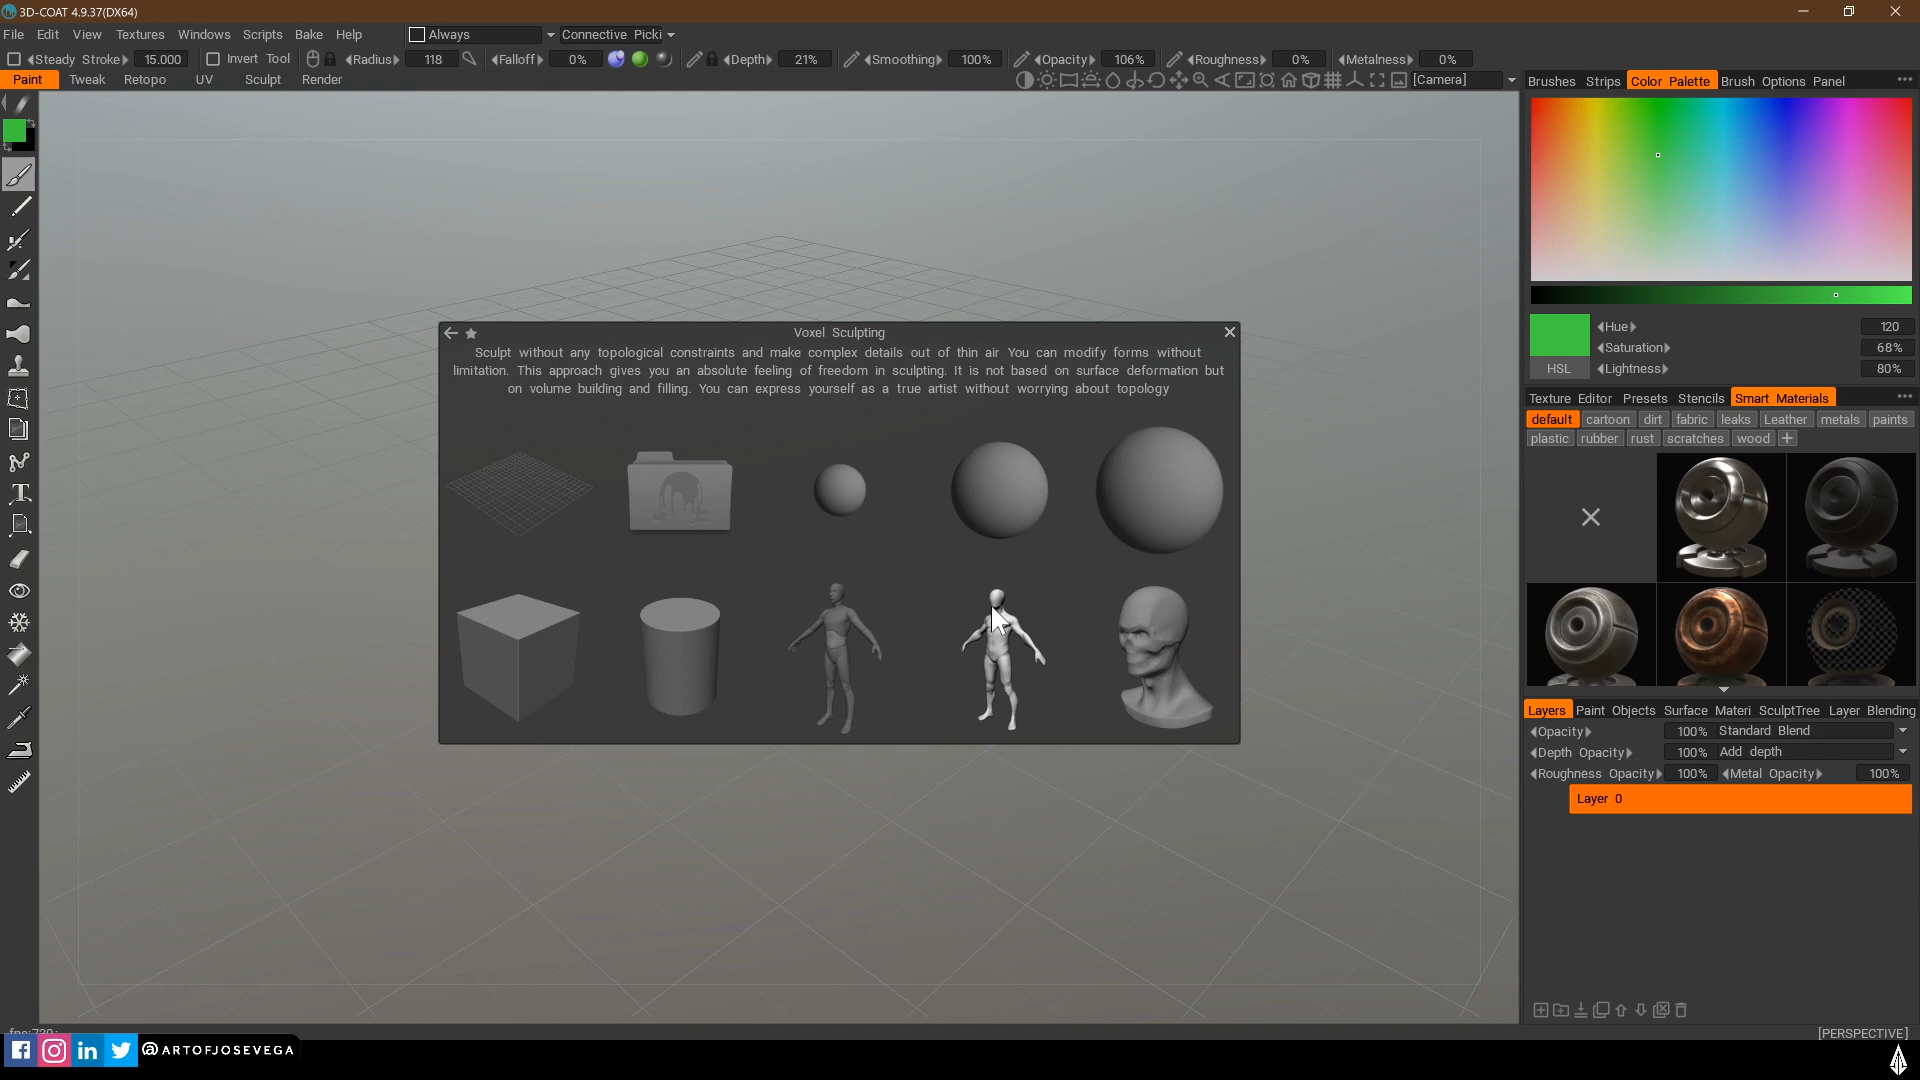 3D-COAT 4.9.37(DX64)
File Edit View Textures Windows Scripts Bake Help Always Connective Picki
Steady Stroke 15.000 Invert Tool Radius 118 Falloff 0% Depth 21% Smoothing 100% Opacity 106% Roughness 0% Metalness 0%
Paint Tweak Retopo UV Sculpt Render [Camera]
Brushes Strips Color Palette Brush Options Panel
Hue 120
Saturation 68%
HSL Lightness 80%
Voxel Sculpting
Sculpt without any topological constraints and make complex details out of thin air You can modify forms without
limitation. This approach gives you an absolute feeling of freedom in sculpting. It is not based on surface deformation but
on volume building and filling. You can express yourself as a true artist without worrying about topology
Texture Editor Presets Stencils Smart Materials
default cartoon dirt fabric leaks Leather metals paints
plastic rubber rust scratches wood
Layers Paint Objects Surface Materi SculptTree Layer Blending
Opacity 100% Standard Blend
Depth Opacity 100% Add depth
Roughness Opacity 100% Metal Opacity 100%
Layer 0
[PERSPECTIVE]
@ARTOFJOSEVEGA